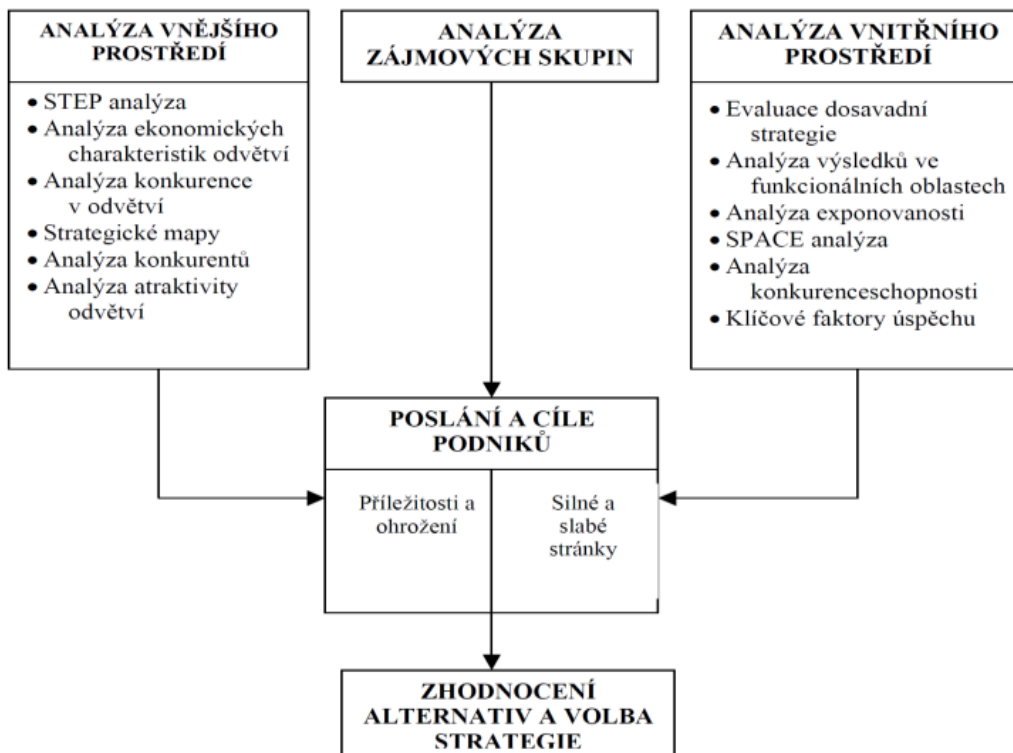 ANALÝZA VNĚJŠÍHO
PROSTŘEDÍ
• STEP analýza
• Analýza ekonomických
charakteristik odvětví
• Analýza konkurence
v odvětví
• Strategické mapy
• Analýza konkurentů
• Analýza atraktivity
odvětví
ANALÝZA
ZÁJMOVÝCH SKUPIN
ANALÝZA VNITŘNÍHO
PROSTŘEDÍ
• Evaluace dosavadní
strategie
• Analýza výsledků ve
funkcionálních oblastech
• Analýza exponovanosti
• SPACE analýza
• Analýza
konkurenceschopnosti
• Klíčové faktory úspěchu
POSLÁNÍ A CÍLE
PODNIKŮ
Příležitosti a
ohrožení
Silné a
slabé
stránky
ZHODNOCENÍ
ALTERNATIV A VOLBA
STRATEGIE